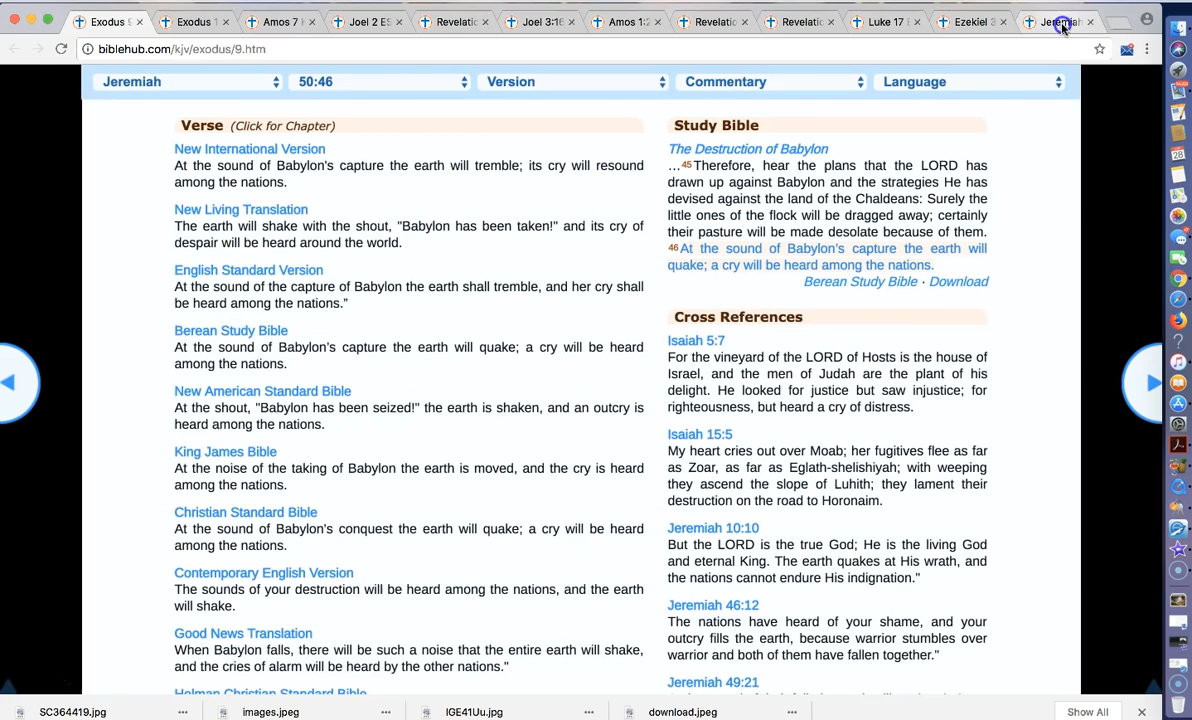 Exodus 9
Exodus 1
Amos 7
Joel 2 ES
Revelatio
Joel 3:1
Amos 1:2
Revelatio
Revelatio
Luke 17
Ezekiel 3
Jeremiah
biblehub.com/kjv/exodus/9.htm
Jeremiah 50:46 Version Commentary Language
Verse (Click for Chapter)
New International Version
At the sound of Babylon's capture the earth will tremble; its cry will resound
among the nations.
New Living Translation
The earth will shake with the shout, "Babylon has been taken!" and its cry of
despair will be heard around the world.
English Standard Version
At the sound of the capture of Babylon the earth shall tremble, and her cry shall
be heard among the nations.”
Berean Study Bible
At the sound of Babylon’s capture the earth will quake; a cry will be heard
among the nations.
New American Standard Bible
At the shout, "Babylon has been seized!" the earth is shaken, and an outcry is
heard among the nations.
King James Bible
At the noise of the taking of Babylon the earth is moved, and the cry is heard
among the nations.
Christian Standard Bible
At the sound of Babylon's conquest the earth will quake; a cry will be heard
among the nations.
Contemporary English Version
The sounds of your destruction will be heard among the nations, and the earth
will shake.
Good News Translation
When Babylon falls, there will be such a noise that the entire earth will shake,
and the cries of alarm will be heard by the other nations."
Holman Christian Standard Bible
Study Bible
The Destruction of Babylon
…45Therefore, hear the plans that the LORD has
drawn up against Babylon and the strategies He has
devised against the land of the Chaldeans: Surely the
little ones of the flock will be dragged away; certainly
their pasture will be made desolate because of them.
46At the sound of Babylon’s capture the earth will
quake; a cry will be heard among the nations.
Berean Study Bible · Download
Cross References
Isaiah 5:7
For the vineyard of the LORD of Hosts is the house of
Israel, and the men of Judah are the plant of his
delight. He looked for justice but saw injustice; for
righteousness, but heard a cry of distress.
Isaiah 15:5
My heart cries out over Moab; her fugitives flee as far
as Zoar, as far as Eglath-shelishiyah; with weeping
they ascend the slope of Luhith; they lament their
destruction on the road to Horonaim.
Jeremiah 10:10
But the LORD is the true God; He is the living God
and eternal King. The earth quakes at His wrath, and
the nations cannot endure His indignation."
Jeremiah 46:12
The nations have heard of your shame, and your
outcry fills the earth, because warrior stumbles over
warrior and both of them have fallen together."
Jeremiah 49:21
SC364419.jpg
images.jpeg
IGE41Uu.jpg
download.jpeg
Show All